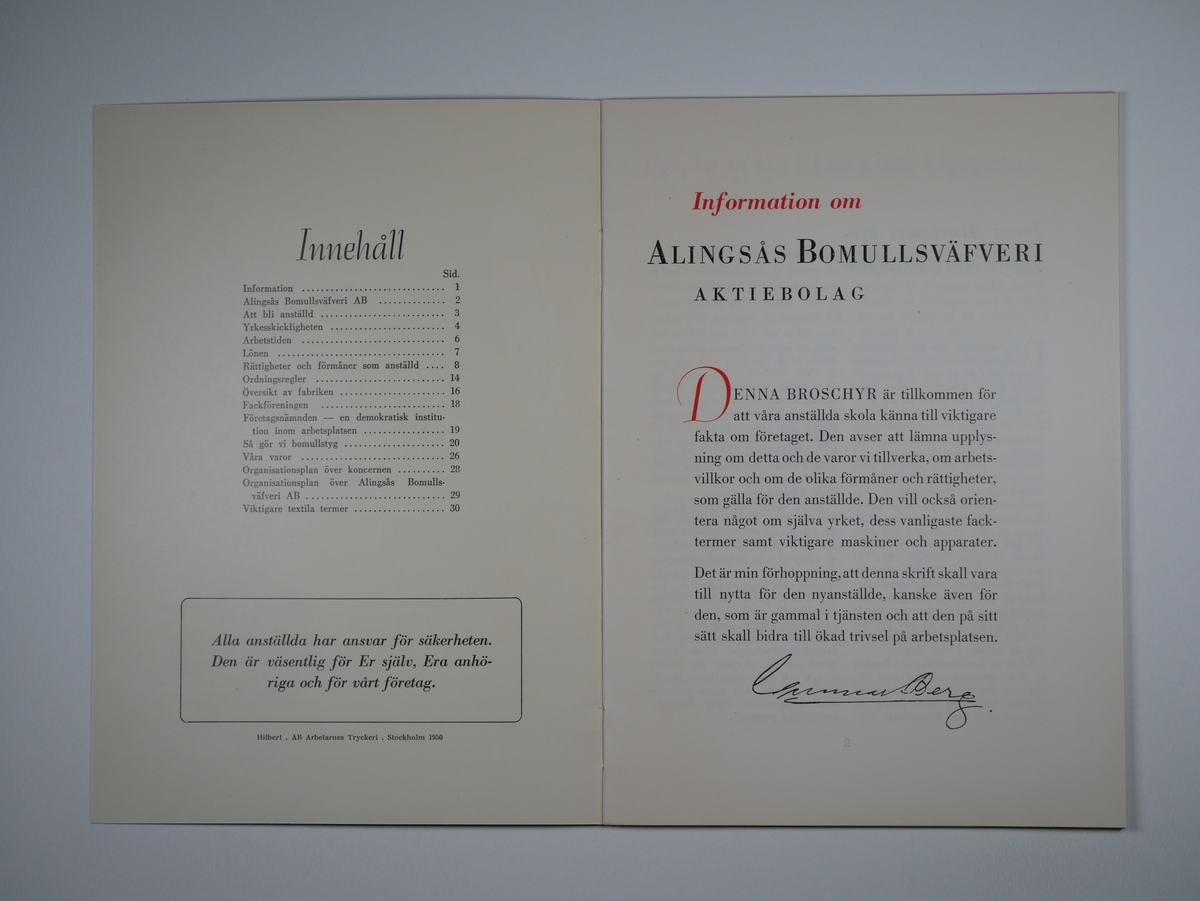 Innehåll
Sid.
Information ............................. 1
Alingsås Bomullsväfveri AB .............. 2
Att bli anställd .......................... 3
Yrkesskickligheten ........................ 4
Arbetstiden .............................. 6
Lönen ................................... 7
Rättigheter och förmåner som anställd .... 8
Ordningsregler ........................... 14
Översikt av fabriken ...................... 16
Fackföreningen .......................... 18
Företagsnämnden — en demokratisk institu-
tion inom arbetsplatsen ................. 19
Så gör vi bomullstyg ..................... 20
Våra varor .............................. 26
Organisationsplan över koncernen .......... 28
Organisationsplan över Alingsås Bomulls-
väfveri AB ............................. 29
Viktigare textila termer ................... 30
Alla anställda har ansvar för säkerheten.
Den är väsentlig för Er själv, Era anhö-
riga och för vårt företag.
Hilbert . AB Arbetarnes Tryckeri . Stockholm 1950
Information om
ALINGSÅS BOMULLSVÄFVERI
AKTIEBOLAG
DENNA BROSCHYR är tillkommen för
att våra anställda skola känna till viktigare
fakta om företaget. Den avser att lämna upplys-
ning om detta och de varor vi tillverka, om arbets-
villkor och om de olika förmåner och rättigheter,
som gälla för den anställde. Den vill också orien-
tera något om själva yrket, dess vanligaste fack-
termer samt viktigare maskiner och apparater.
Det är min förhoppning, att denna skrift skall vara
till nytta för den nyanställde, kanske även för
den, som är gammal i tjänsten och att den på sitt
sätt skall bidra till ökad trivsel på arbetsplatsen.
Gunnar Berg.